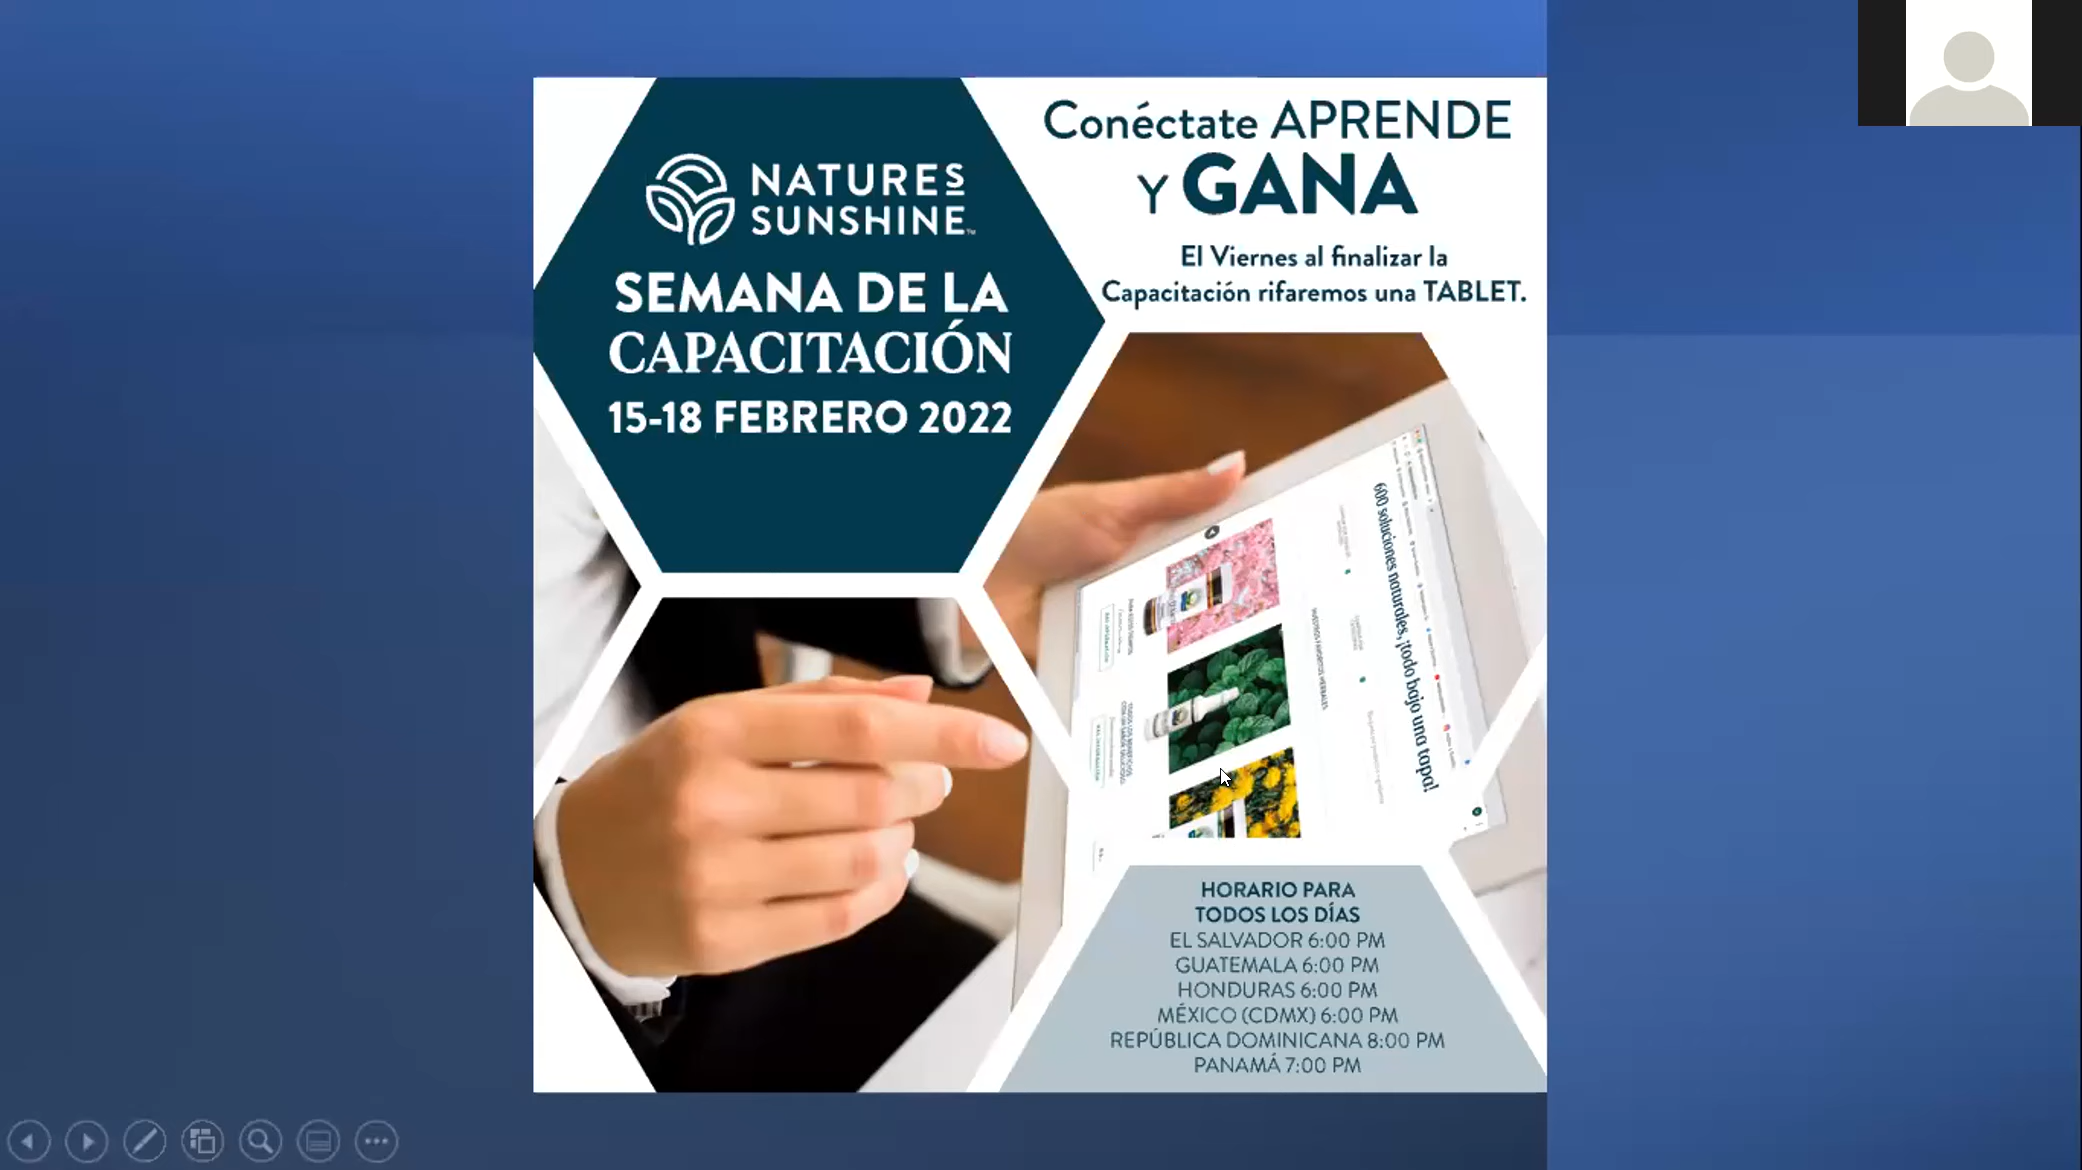 NATURE'S
SUNSHINE™
SEMANA DE LA
CAPACITACIÓN
15-18 FEBRERO 2022
Conéctate APRENDE
Y GANA
El Viernes al finalizar la
Capacitación rifaremos una TABLET.
600 soluciones naturales, ¡todo bajo una tapa!
HORARIO PARA
TODOS LOS DÍAS
EL SALVADOR 6:00 PM
GUATEMALA 6:00 PM
HONDURAS 6:00 PM
MÉXICO (CDMX) 6:00 PM
REPÚBLICA DOMINICANA 8:00 PM
PANAMÁ 7:00 PM